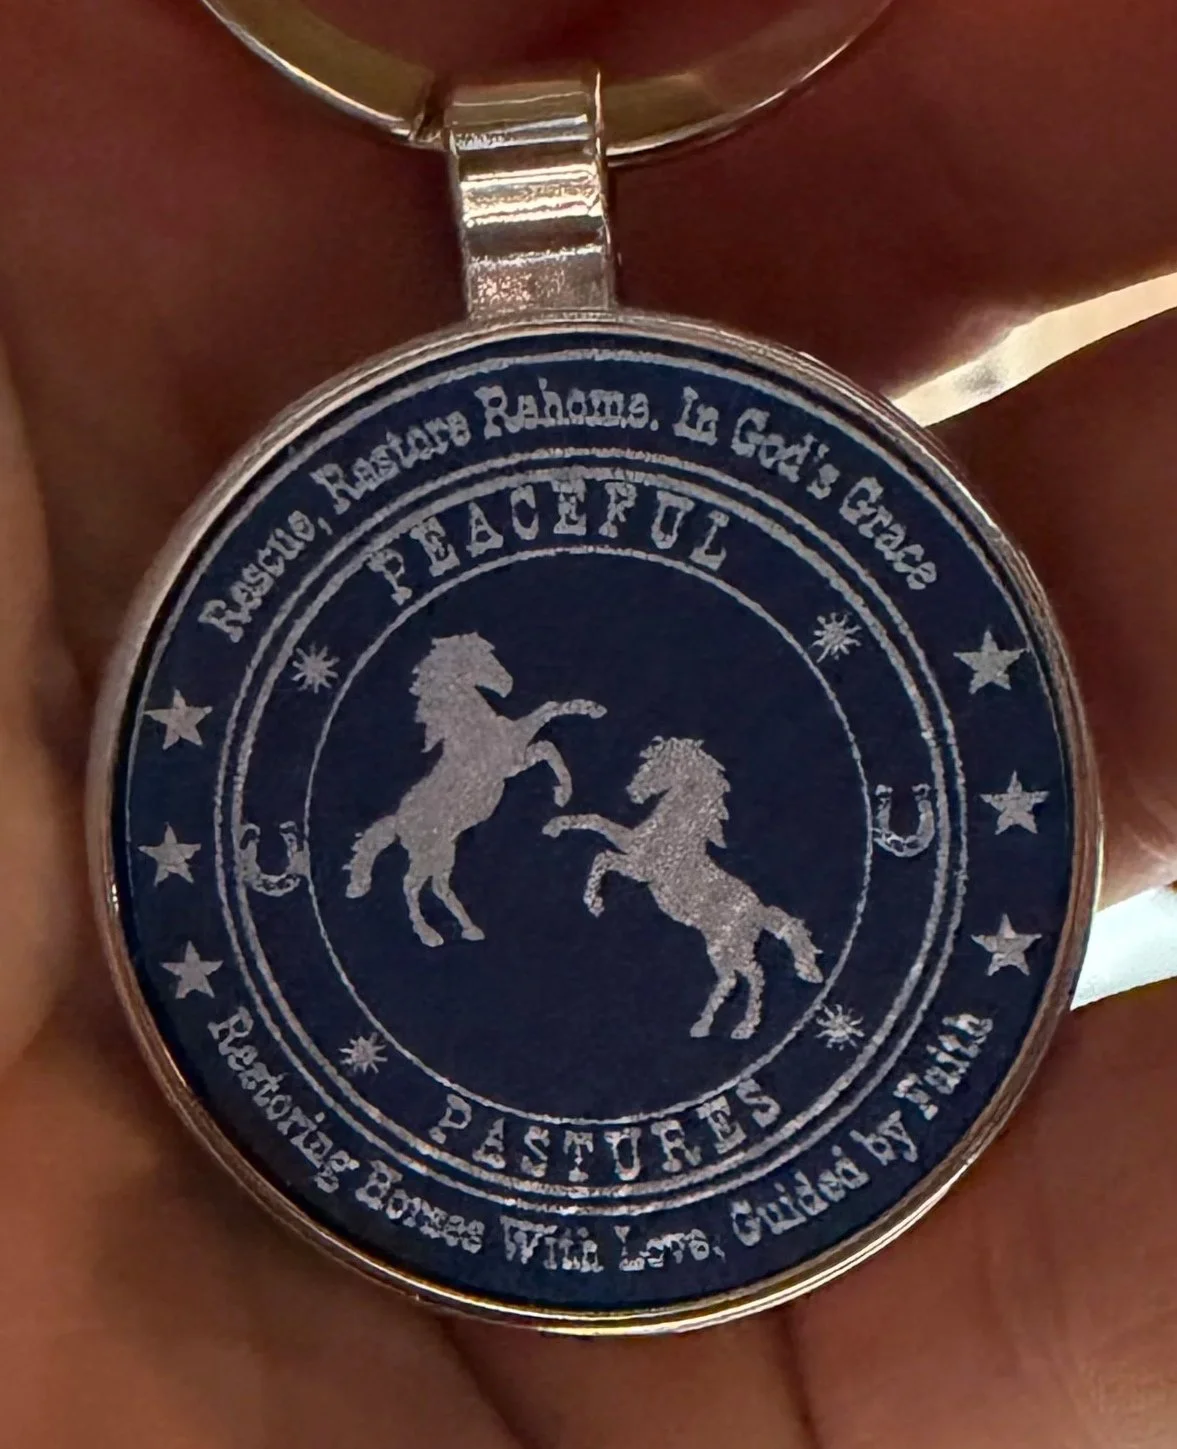 Rescue, Restore Rehome. In God's Grace
PEACEFUL
PASTURES
Restoring Horses With Love, Guided by Faith